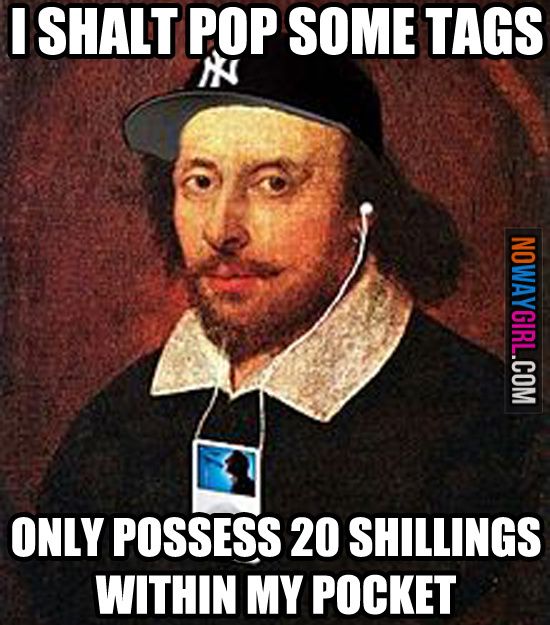 I SHALT POP SOME TAGS
NY
NOWAYGIRL.COM
ONLY POSSESS 20 SHILLINGS
WITHIN MY POCKET